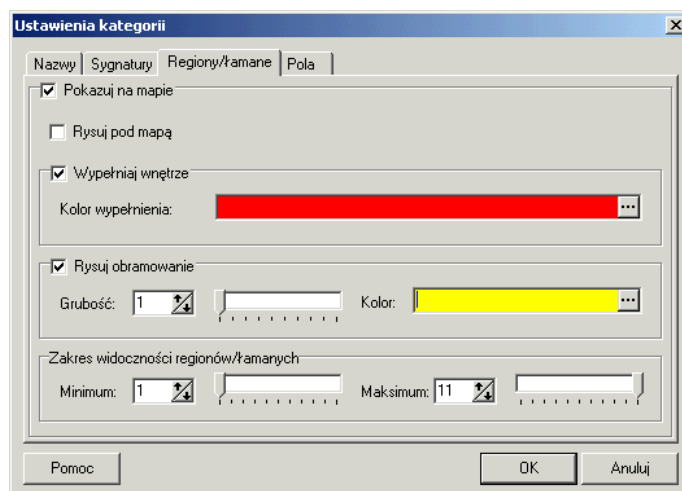 Ustawienia kategorii
Nazwy Sygnatury Regiony/łamane Pola
Pokazuj na mapie
Rysuj pod mapą
Wypełniaj wnętrze
Kolor wypełnienia: ...
Rysuj obramowanie
Grubość: 1 Kolor: ...
Zakres widoczności regionów/łamanych
Minimum: 1 Maksimum: 11
Pomoc OK Anuluj